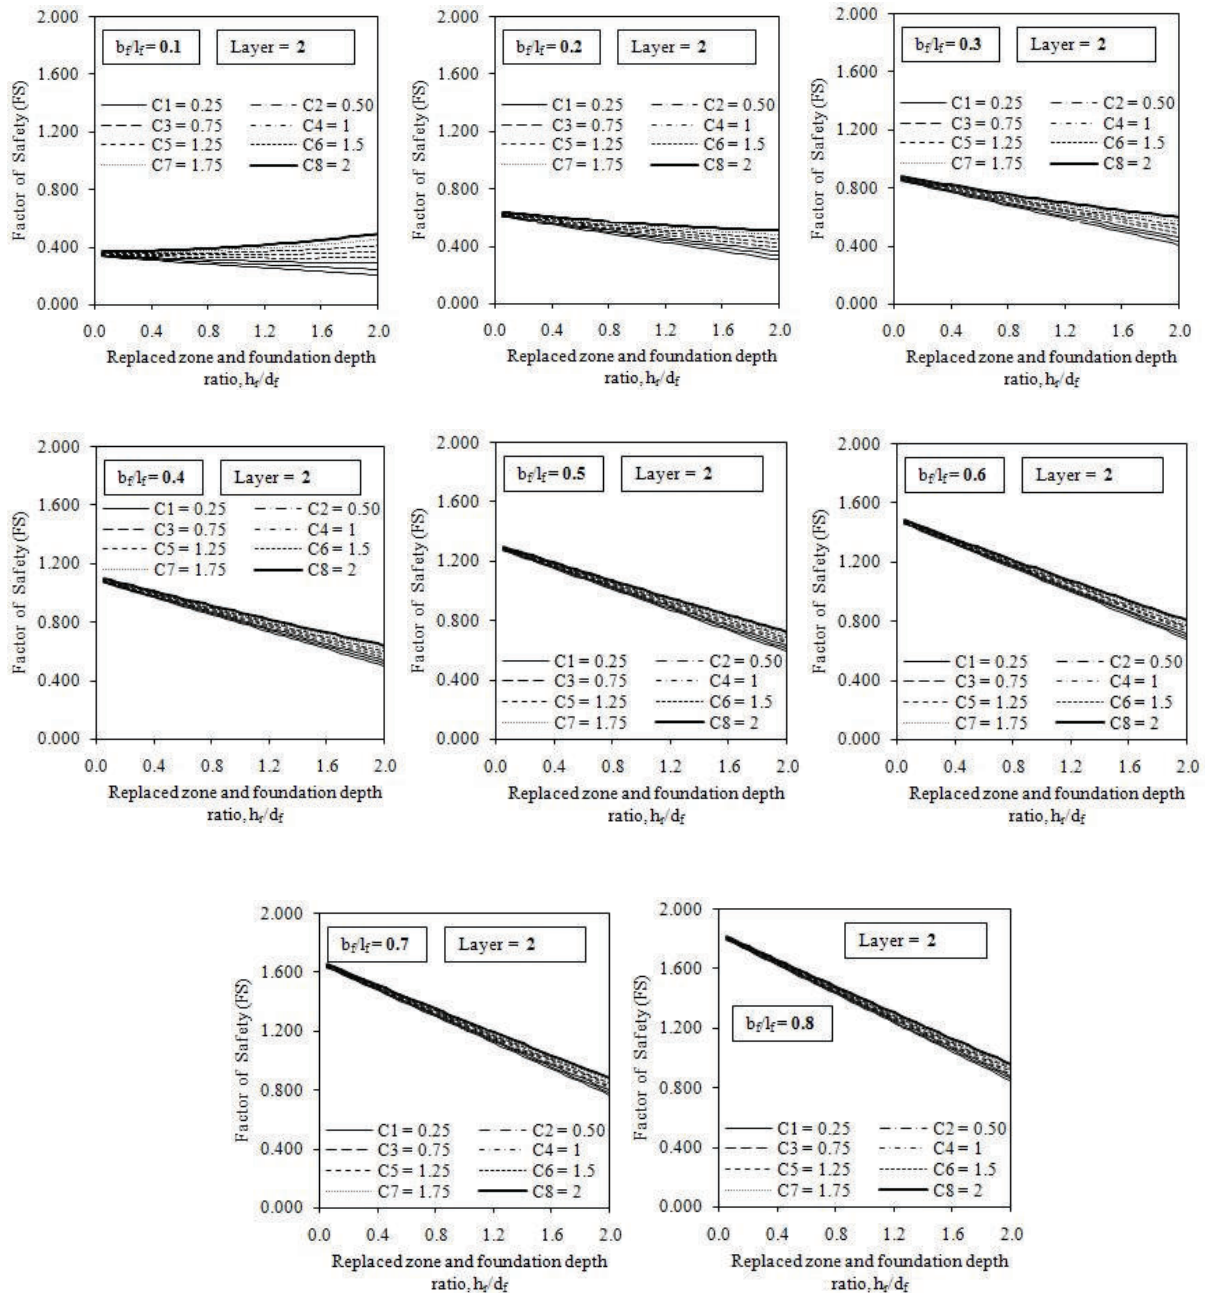 2.000
1.600
1.200
0.800
0.400
0.000
Factor of Safety (FS)
bf/lf= 0.1 Layer = 2
C1 = 0.25 C2 = 0.50
C3 = 0.75 C4 = 1
C5 = 1.25 C6 = 1.5
C7 = 1.75 C8 = 2
0.0 0.4 0.8 1.2 1.6 2.0
Replaced zone and foundation depth
ratio, hr/df
2.000
1.600
1.200
0.800
0.400
0.000
Factor of Safety (FS)
bf/lf= 0.2 Layer = 2
C1 = 0.25 C2 = 0.50
C3 = 0.75 C4 = 1
C5 = 1.25 C6 = 1.5
C7 = 1.75 C8 = 2
0.0 0.4 0.8 1.2 1.6 2.0
Replaced zone and foundation depth
ratio, hr/df
2.000
1.600
1.200
0.800
0.400
0.000
Factor of Safety (FS)
bf/lf= 0.3 Layer = 2
C1 = 0.25 C2 = 0.50
C3 = 0.75 C4 = 1
C5 = 1.25 C6 = 1.5
C7 = 1.75 C8 = 2
0.0 0.4 0.8 1.2 1.6 2.0
Replaced zone and foundation depth
ratio, hr/df
2.000
1.600
1.200
0.800
0.400
0.000
Factor of Safety (FS)
bf/lf= 0.4 Layer = 2
C1 = 0.25 C2 = 0.50
C3 = 0.75 C4 = 1
C5 = 1.25 C6 = 1.5
C7 = 1.75 C8 = 2
0.0 0.4 0.8 1.2 1.6 2.0
Replaced zone and foundation depth
ratio, hr/df
2.000
1.600
1.200
0.800
0.400
0.000
Factor of Safety (FS)
bf/lf= 0.5 Layer = 2
C1 = 0.25 C2 = 0.50
C3 = 0.75 C4 = 1
C5 = 1.25 C6 = 1.5
C7 = 1.75 C8 = 2
0.0 0.4 0.8 1.2 1.6 2.0
Replaced zone and foundation depth
ratio, hr/df
2.000
1.600
1.200
0.800
0.400
0.000
Factor of Safety (FS)
bf/lf= 0.6 Layer = 2
C1 = 0.25 C2 = 0.50
C3 = 0.75 C4 = 1
C5 = 1.25 C6 = 1.5
C7 = 1.75 C8 = 2
0.0 0.4 0.8 1.2 1.6 2.0
Replaced zone and foundation depth
ratio, hr/df
2.000
1.600
1.200
0.800
0.400
0.000
Factor of Safety (FS)
bf/lf= 0.7 Layer = 2
C1 = 0.25 C2 = 0.50
C3 = 0.75 C4 = 1
C5 = 1.25 C6 = 1.5
C7 = 1.75 C8 = 2
0.0 0.4 0.8 1.2 1.6 2.0
Replaced zone and foundation depth
ratio, hr/df
2.000
1.600
1.200
0.800
0.400
0.000
Factor of Safety (FS)
Layer = 2
bf/lf= 0.8
C1 = 0.25 C2 = 0.50
C3 = 0.75 C4 = 1
C5 = 1.25 C6 = 1.5
C7 = 1.75 C8 = 2
0.0 0.4 0.8 1.2 1.6 2.0
Replaced zone and foundation depth
ratio, hr/df